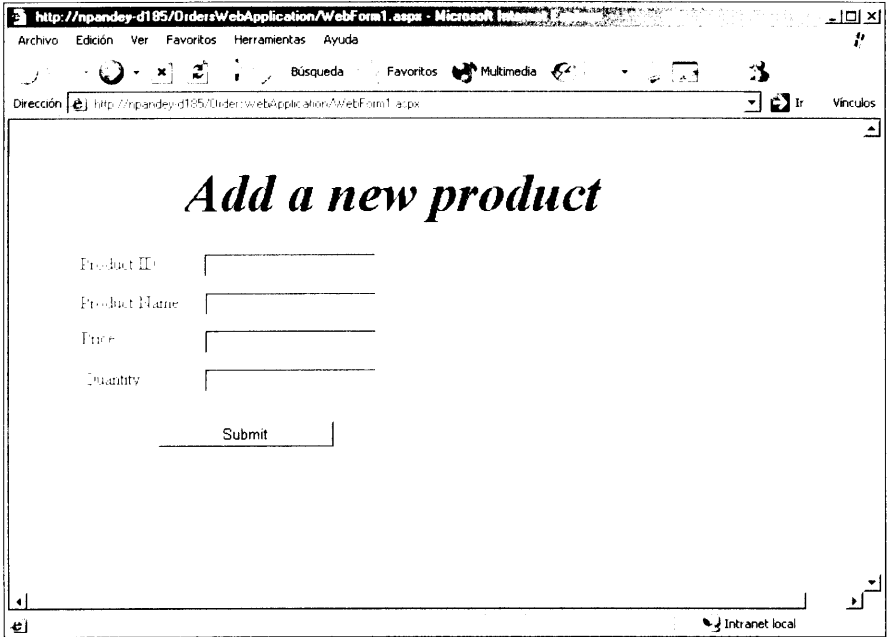 http://npandey-d185/OrdersWebApplication/WebForm1.aspx - Microsoft
Archivo Edición Ver Favoritos Herramientas Ayuda
Búsqueda Favoritos Multimedia
Dirección http://npandey-d185/OrdersWebApplication/WebForm1.aspx Ir Vínculos
Add a new product
Product ID
Product Name
Price
Quantity
Submit
Intranet local